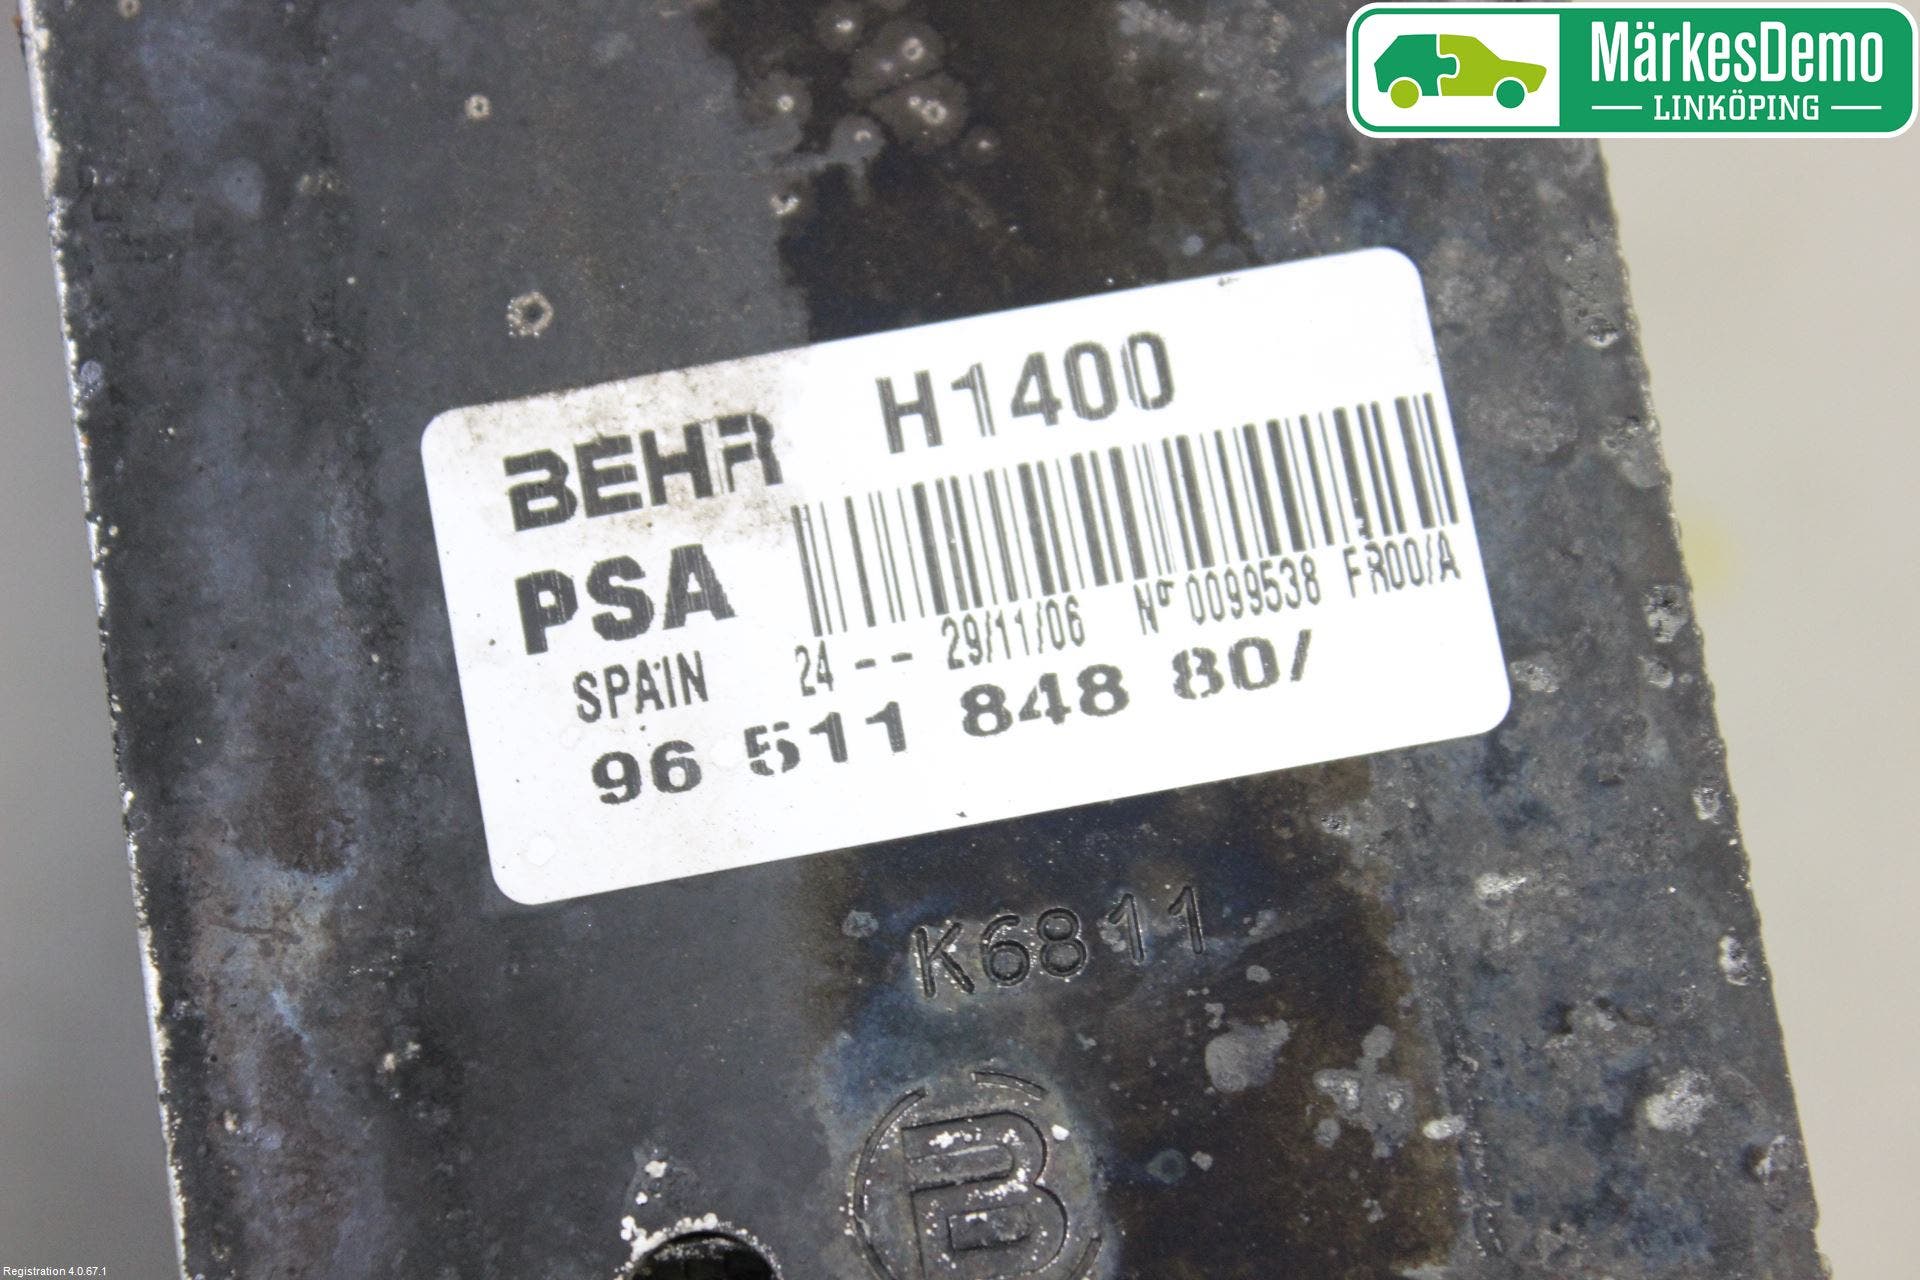 MärkesDemo
LINKÖPING
BEHR H1400
PSA
SPAIN 24 -- 29/11/06 Nº 0099538 FR00/A
96 511 848 80/
K6811
B
Registration 4.0.67.1